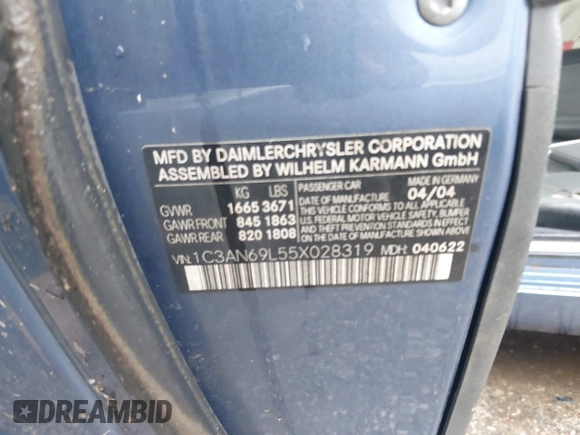 MFD BY DAIMLERCHRYSLER CORPORATION
ASSEMBLED BY WILHELM KARMANN GmbH
KG LBS
GVWR 1665 3671
GAWR FRONT 845 1863
GAWR REAR 820 1808
PASSENGER CAR MADE IN GERMANY
DATE OF MANUFACTURE 04/04
THIS VEHICLE CONFORMS TO ALL APPLICABLE
U.S. FEDERAL MOTOR VEHICLE SAFETY, BUMPER
AND THEFT PREVENTION STANDARDS IN EFFECT
ON THE DATE OF MANUFACTURE SHOWN ABOVE
VIN: 1C3AN69L55X028319 MDH: 040622
DREAMBID